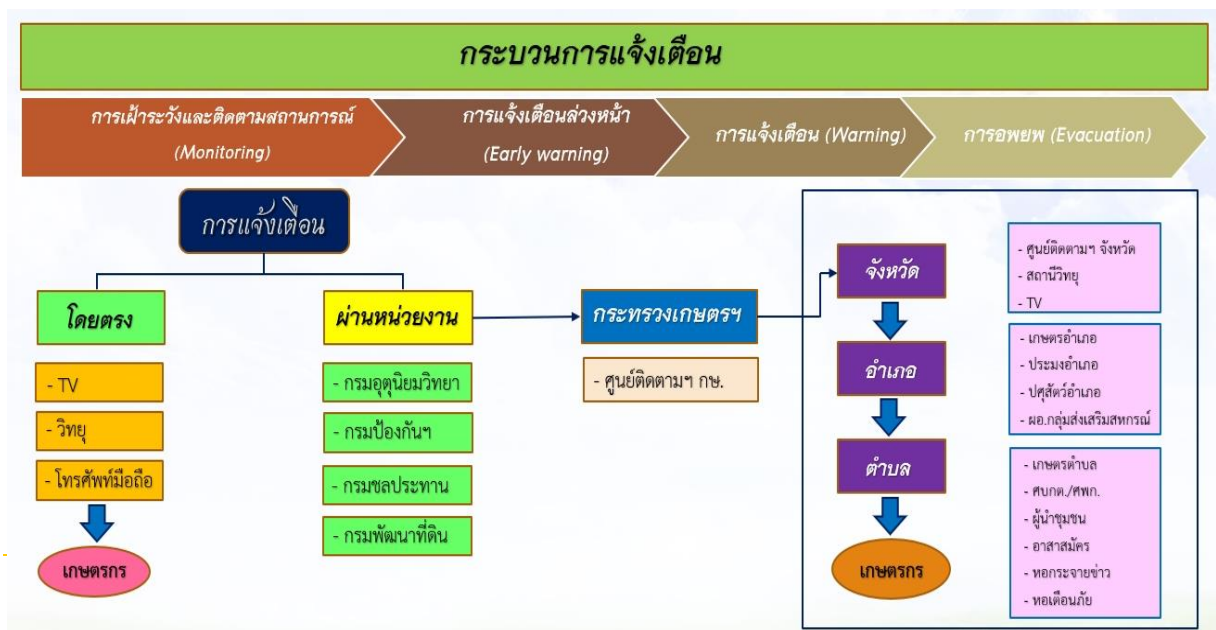 กระบวนการแจ้งเตือน
การเฝ้าระวังและติดตามสถานการณ์
(Monitoring)
การแจ้งเตือนล่วงหน้า
(Early warning)
การแจ้งเตือน (Warning)
การอพยพ (Evacuation)
การแจ้งเตือน
โดยตรง
- TV
- วิทยุ
- โทรศัพท์มือถือ
เกษตรกร
ผ่านหน่วยงาน
- กรมอุตุนิยมวิทยา
- กรมป้องกันฯ
- กรมชลประทาน
- กรมพัฒนาที่ดิน
กระทรวงเกษตรฯ
- ศูนย์ติดตามฯ กษ.
จังหวัด
- ศูนย์ติดตามฯ จังหวัด
- สถานีวิทยุ
- TV
อำเภอ
- เกษตรอำเภอ
- ประมงอำเภอ
- ปศุสัตว์อำเภอ
- ผอ.กลุ่มส่งเสริมสหกรณ์
ตำบล
- เกษตรตำบล
- ศบกต./ศพก.
- ผู้นำชุมชน
- อาสาสมัคร
- หอกระจายข่าว
- หอเตือนภัย
เกษตรกร